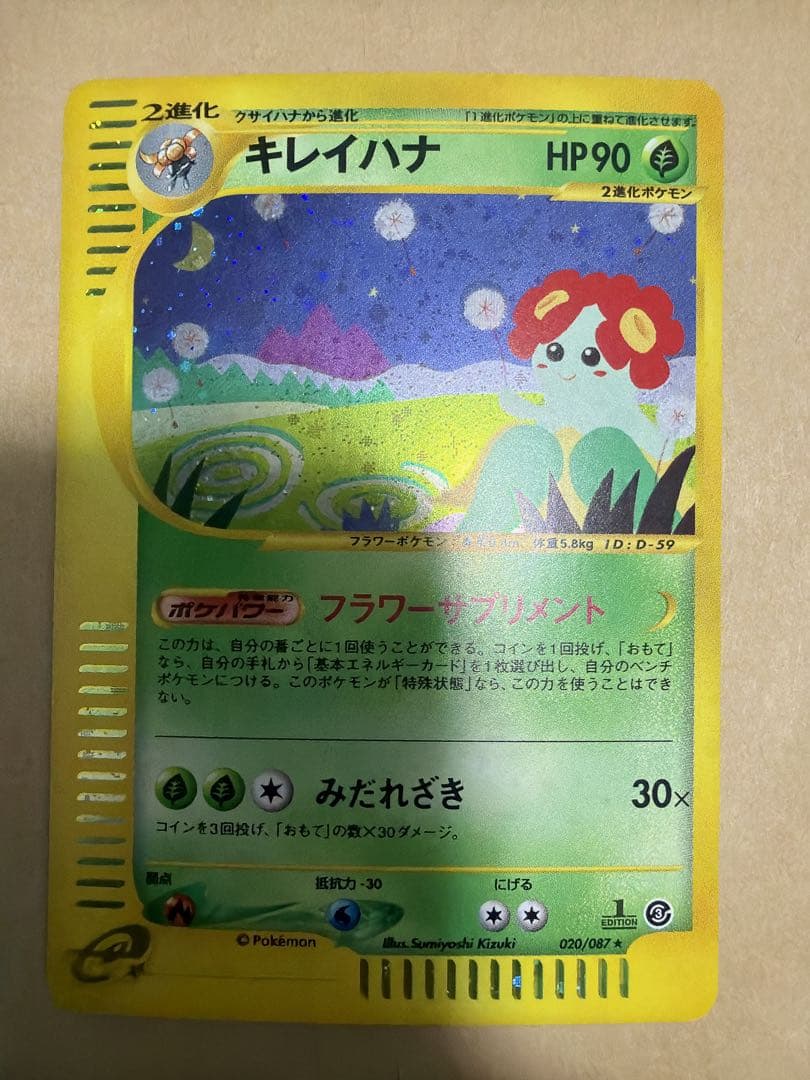 2進化
クサイハナから進化
「1進化ポケモン」の上に重ねて進化させます。
キレイハナ
HP90
2進化ポケモン
フラワーポケモン
体重5.8kg ID:D-59
ポケパワー
フラワーサプリメント
この力は、自分の番ごとに1回使うことができる。コインを1回投げ、「おもて」
なら、自分の手札から「基本エネルギーカード」を1枚選び出し、自分のベンチ
ポケモンにつける。このポケモンが「特殊状態」なら、この力を使うことはでき
ない。
みだれざき
30×
コインを3回投げ、「おもて」の数×30ダメージ。
弱点
抵抗力-30
にげる
1
EDITION
3
e
©Pokémon
Illus. Sumiyoshi Kizuki
020/087★